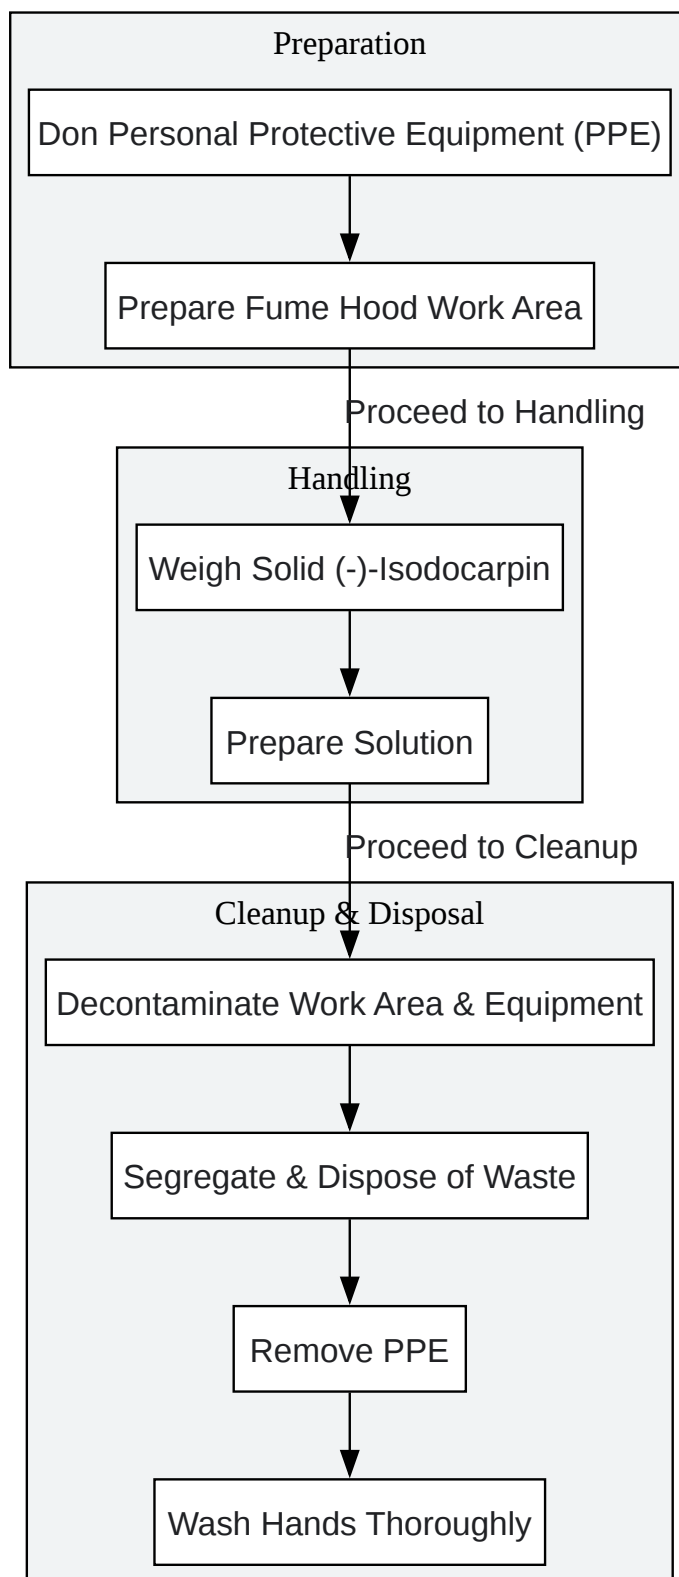 Preparation
Don Personal Protective Equipment (PPE)
Prepare Fume Hood Work Area
Proceed to Handling
Handling
Weigh Solid (-)-Isodocarpin
Prepare Solution
Proceed to Cleanup
Cleanup & Disposal
Decontaminate Work Area & Equipment
Segregate & Dispose of Waste
Remove PPE
Wash Hands Thoroughly